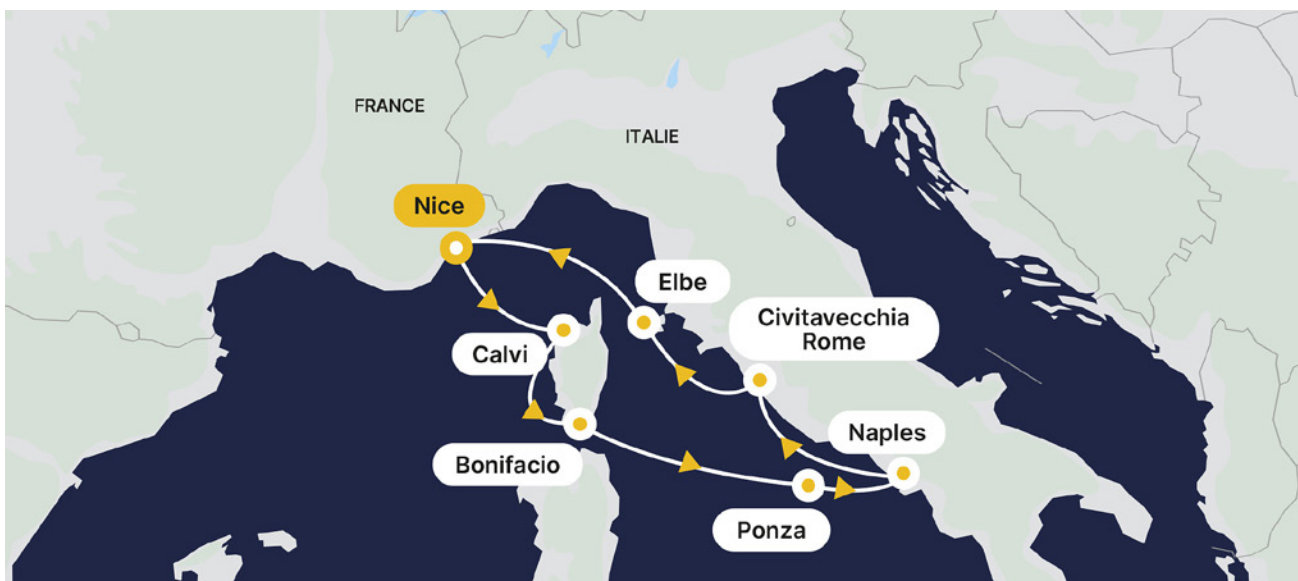 FRANCE
ITALIE
Nice
Elbe
Civitavecchia
Rome
Calvi
Naples
Bonifacio
Ponza